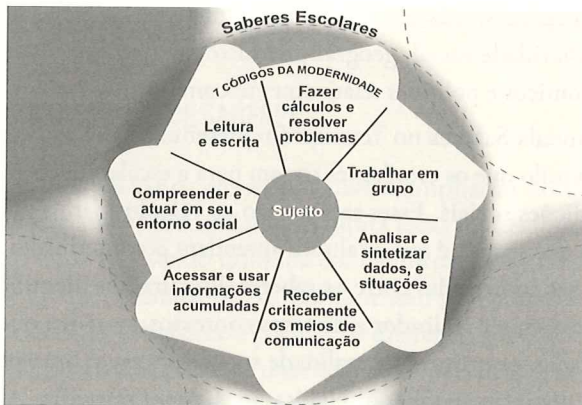 Saberes Escolares
7 CÓDIGOS DA MODERNIDADE
Fazer
cálculos e
resolver
problemas
Trabalhar em
grupo
Analisar e
sintetizar
dados, e
situações
Receber
criticamente
os meios de
comunicação
Acessar e usar
informações
acumuladas
Compreender e
atuar em seu
entorno social
Leitura
e escrita
Sujeito